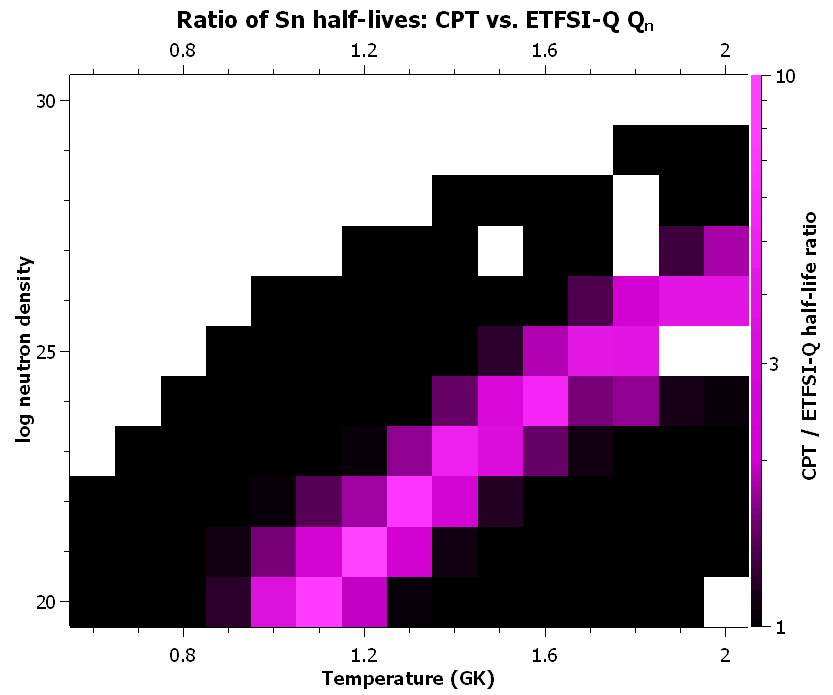 Ratio of Sn half-lives: CPT vs. ETFSI-Q Qn
0.8 1.2 1.6 2
30
25
20
log neutron density
10
3
1
CPT / ETFSI-Q half-life ratio
0.8 1.2 1.6 2
Temperature (GK)